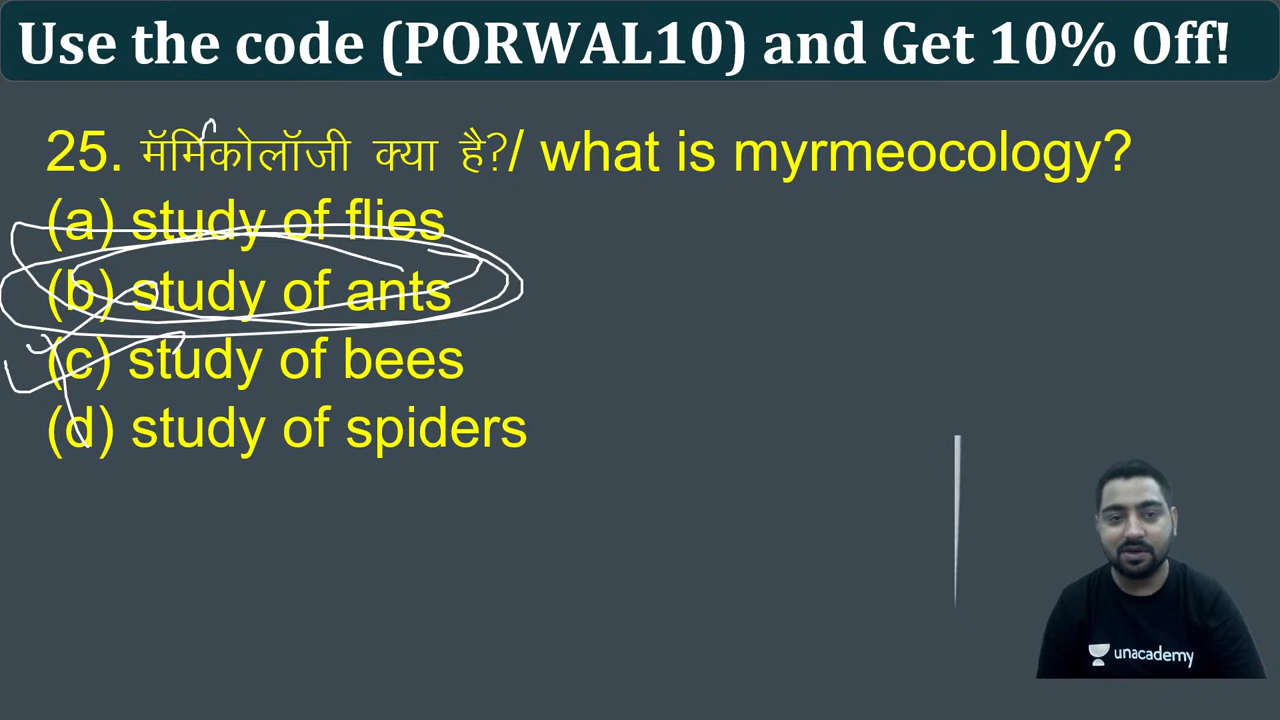 Use the code (PORWAL10) and Get 10% Off!
25. मॅर्मिकोलॉजी क्या है?/ what is myrmeocology?
(a) study of flies
(b) study of ants
(c) study of bees
(d) study of spiders
unacademy